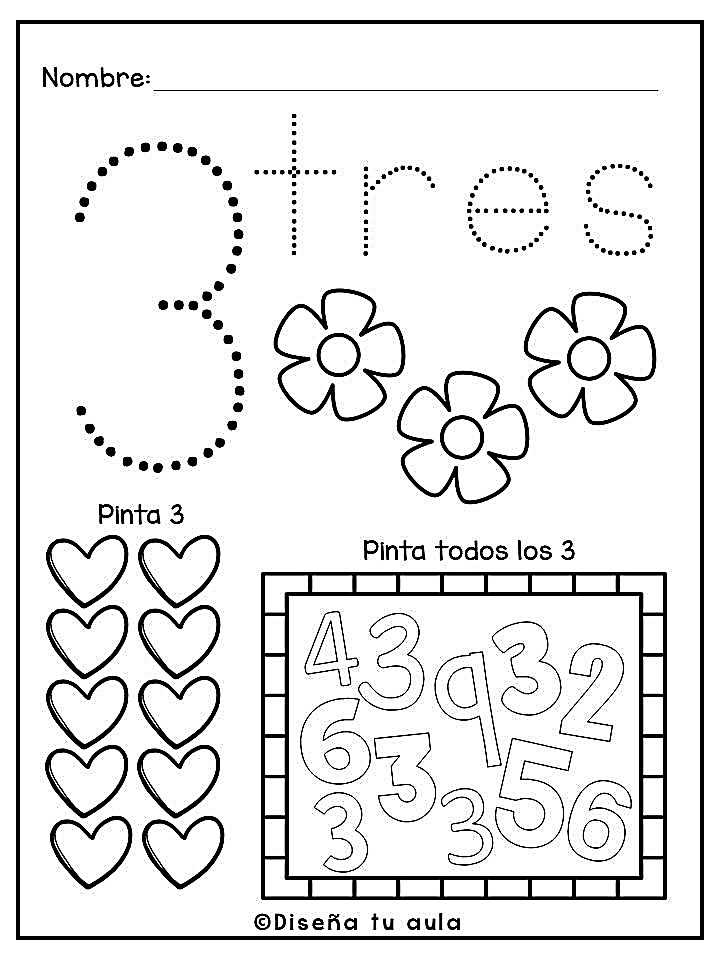 Nombre:
3 tres
Pinta 3
Pinta todos los 3
4 3 9 3 2
6 3 5
3 3 6
©Diseña tu aula